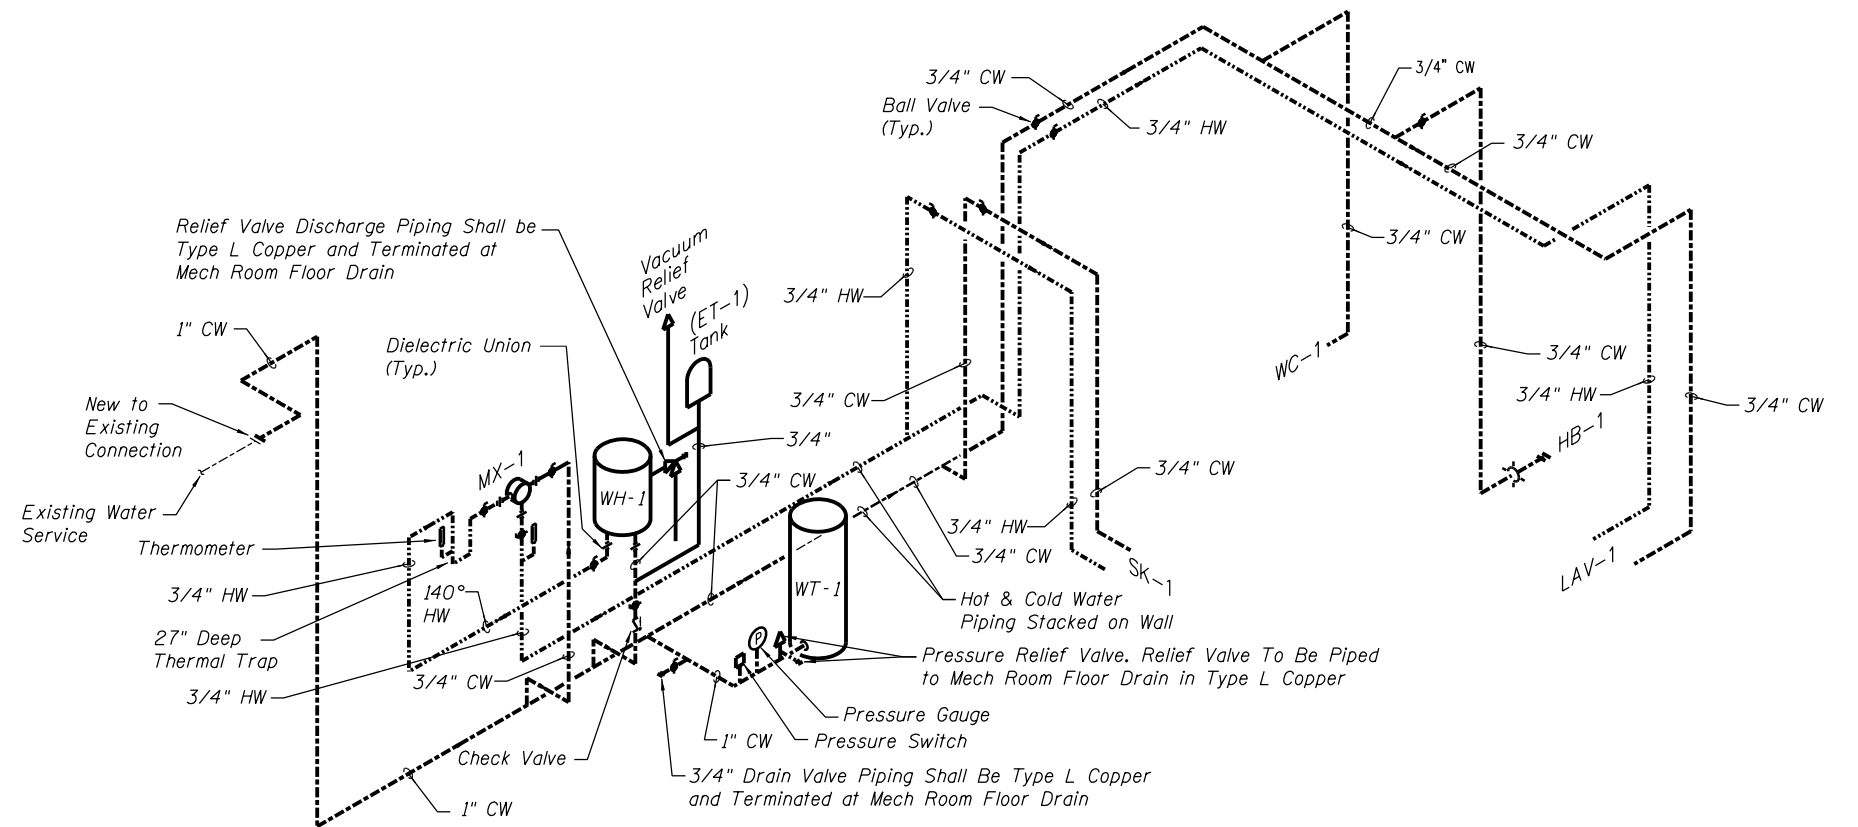 3/4" CW
Ball Valve
(Typ.)
3/4" HW
3/4" CW
3/4" CW
Relief Valve Discharge Piping Shall be
Type L Copper and Terminated at
Mech Room Floor Drain
Vacuum
Relief
Valve
(ET-1)
Tank
3/4" HW
3/4" CW
1" CW
Dielectric Union
(Typ.)
WC-1
3/4" CW
3/4" HW
3/4" CW
3/4" CW
New to
Existing
Connection
3/4"
HB-1
MX-1
WH-1
3/4" CW
3/4" CW
Existing Water
Service
Thermometer
3/4" HW
3/4" CW
SK-1
LAV-1
3/4" HW
140°
HW
WT-1
Hot & Cold Water
Piping Stacked on Wall
27" Deep
Thermal Trap
P
Pressure Relief Valve. Relief Valve To Be Piped
to Mech Room Floor Drain in Type L Copper
3/4" HW
3/4" CW
Pressure Gauge
1" CW
Pressure Switch
Check Valve
3/4" Drain Valve Piping Shall Be Type L Copper
and Terminated at Mech Room Floor Drain
1" CW